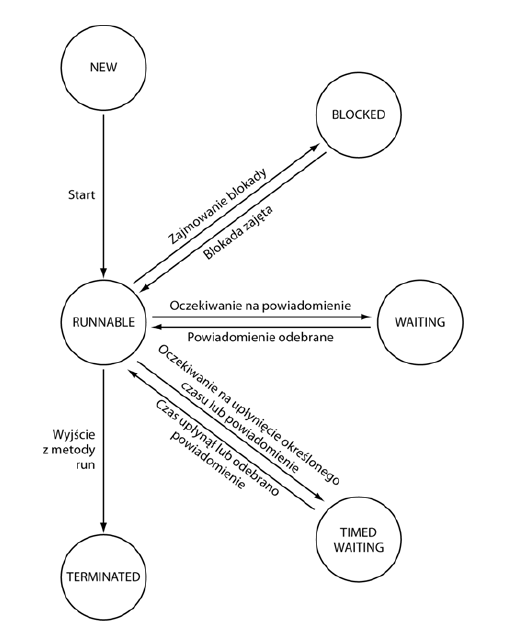 NEW
BLOCKED
Start
Zajmowanie blokady
Blokada zajęta
RUNNABLE
Oczekiwanie na powiadomienie
Powiadomienie odebrane
WAITING
Oczekiwanie na upłynięcie określonego
czasu lub powiadomienie
Czas upłynął lub odebrano
powiadomienie
Wyjście
z metody
run
TIMED
WAITING
TERMINATED